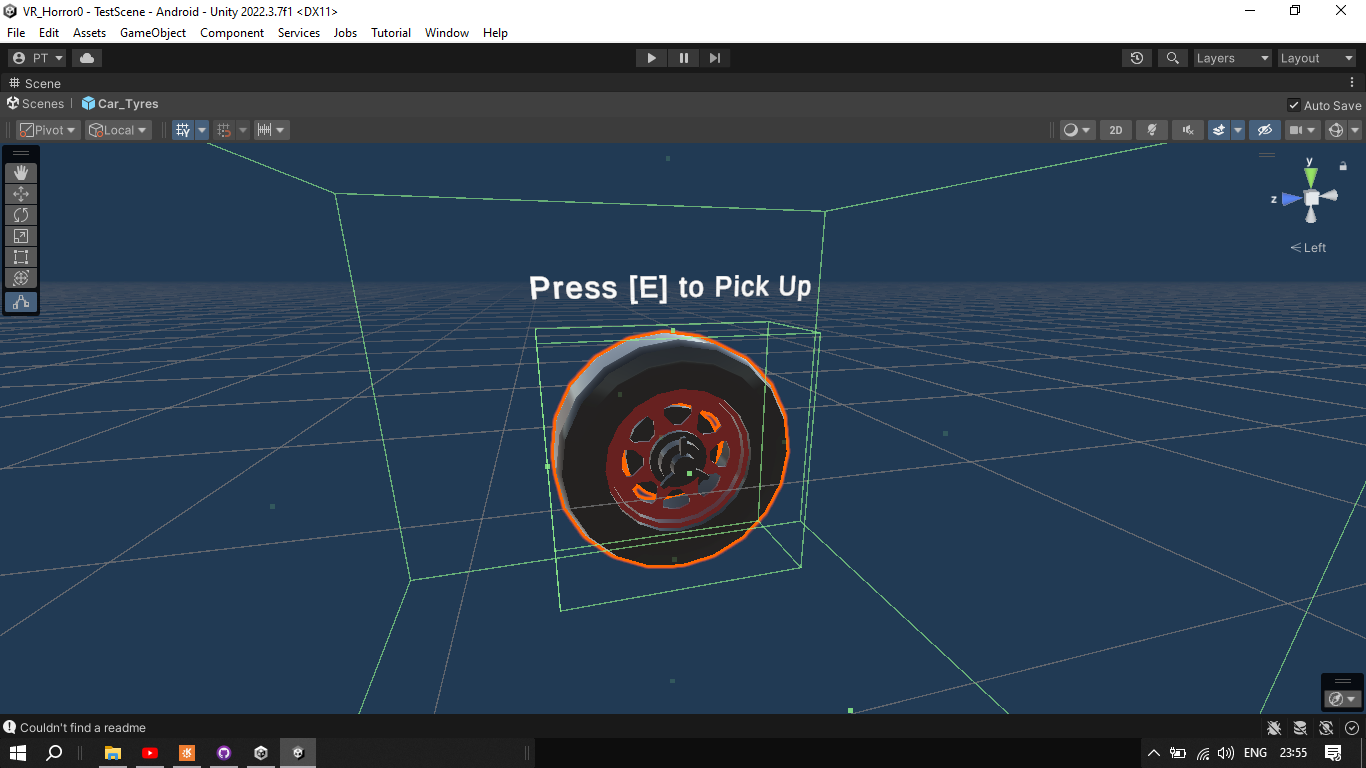 VR_Horror0 - TestScene - Android - Unity 2022.3.7f1 <DX11>
File Edit Assets GameObject Component Services Jobs Tutorial Window Help
PT Layers Layout
Scene
Scenes Car_Tyres Auto Save
Pivot Local 2D
y
z
Left
Press [E] to Pick Up
Couldn't find a readme
ENG 23:55